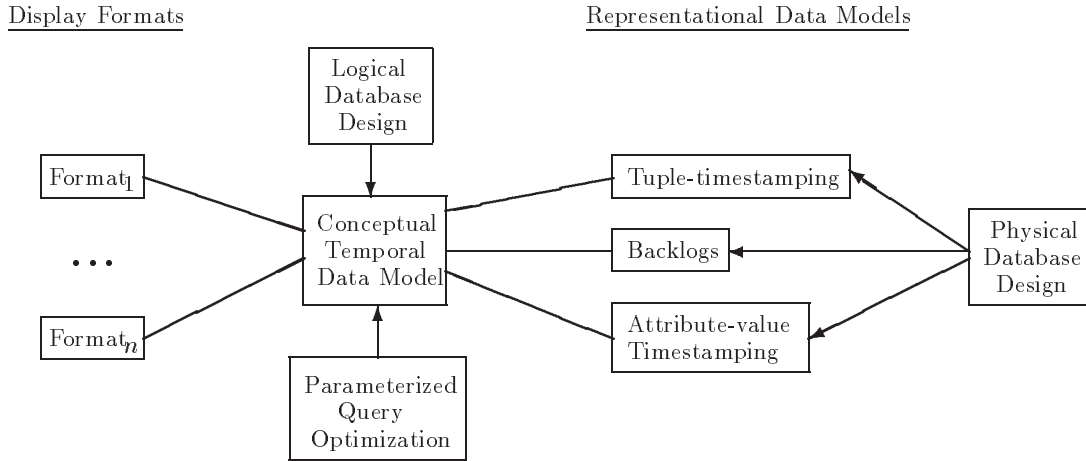 Display Formats
Representational Data Models
Logical
Database
Design
Format1
Tuple-timestamping
Conceptual
Temporal
Data Model
Physical
Database
Design
Backlogs
...
Formatn
Attribute-value
Timestamping
Parameterized
Query
Optimization